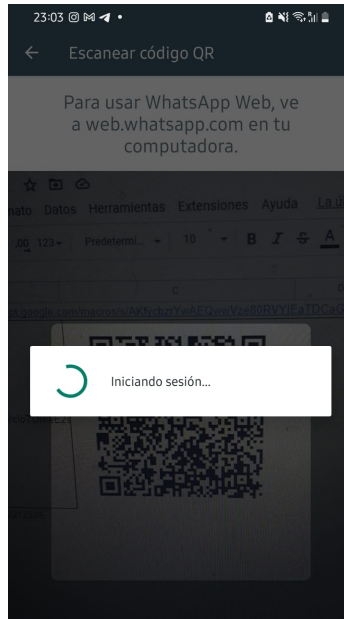 23:03
Escanear código QR
Para usar WhatsApp Web, ve
a web.whatsapp.com en tu
computadora.
Datos Herramientas Extensiones Ayuda
.00 123 Predetermi... 10 B I S A
C
Iniciando sesión...